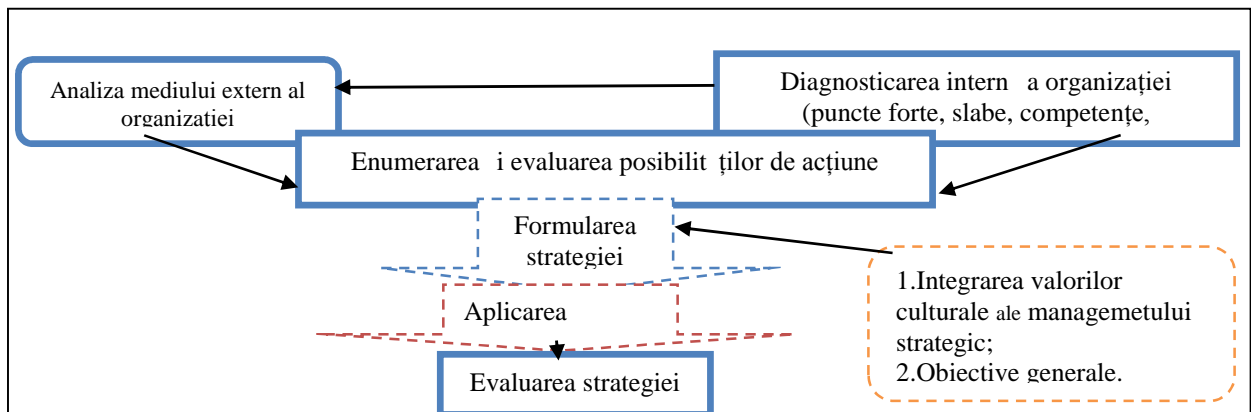 Analiza mediului extern al
organizatiei
Diagnosticarea intern a organizației
(puncte forte, slabe, competențe,
Enumerarea i evaluarea posibilit ților de acțiune
Formularea
strategiei
Aplicarea
Evaluarea strategiei
1.Integrarea valorilor
culturale ale managemetului
strategic;
2.Obiective generale.